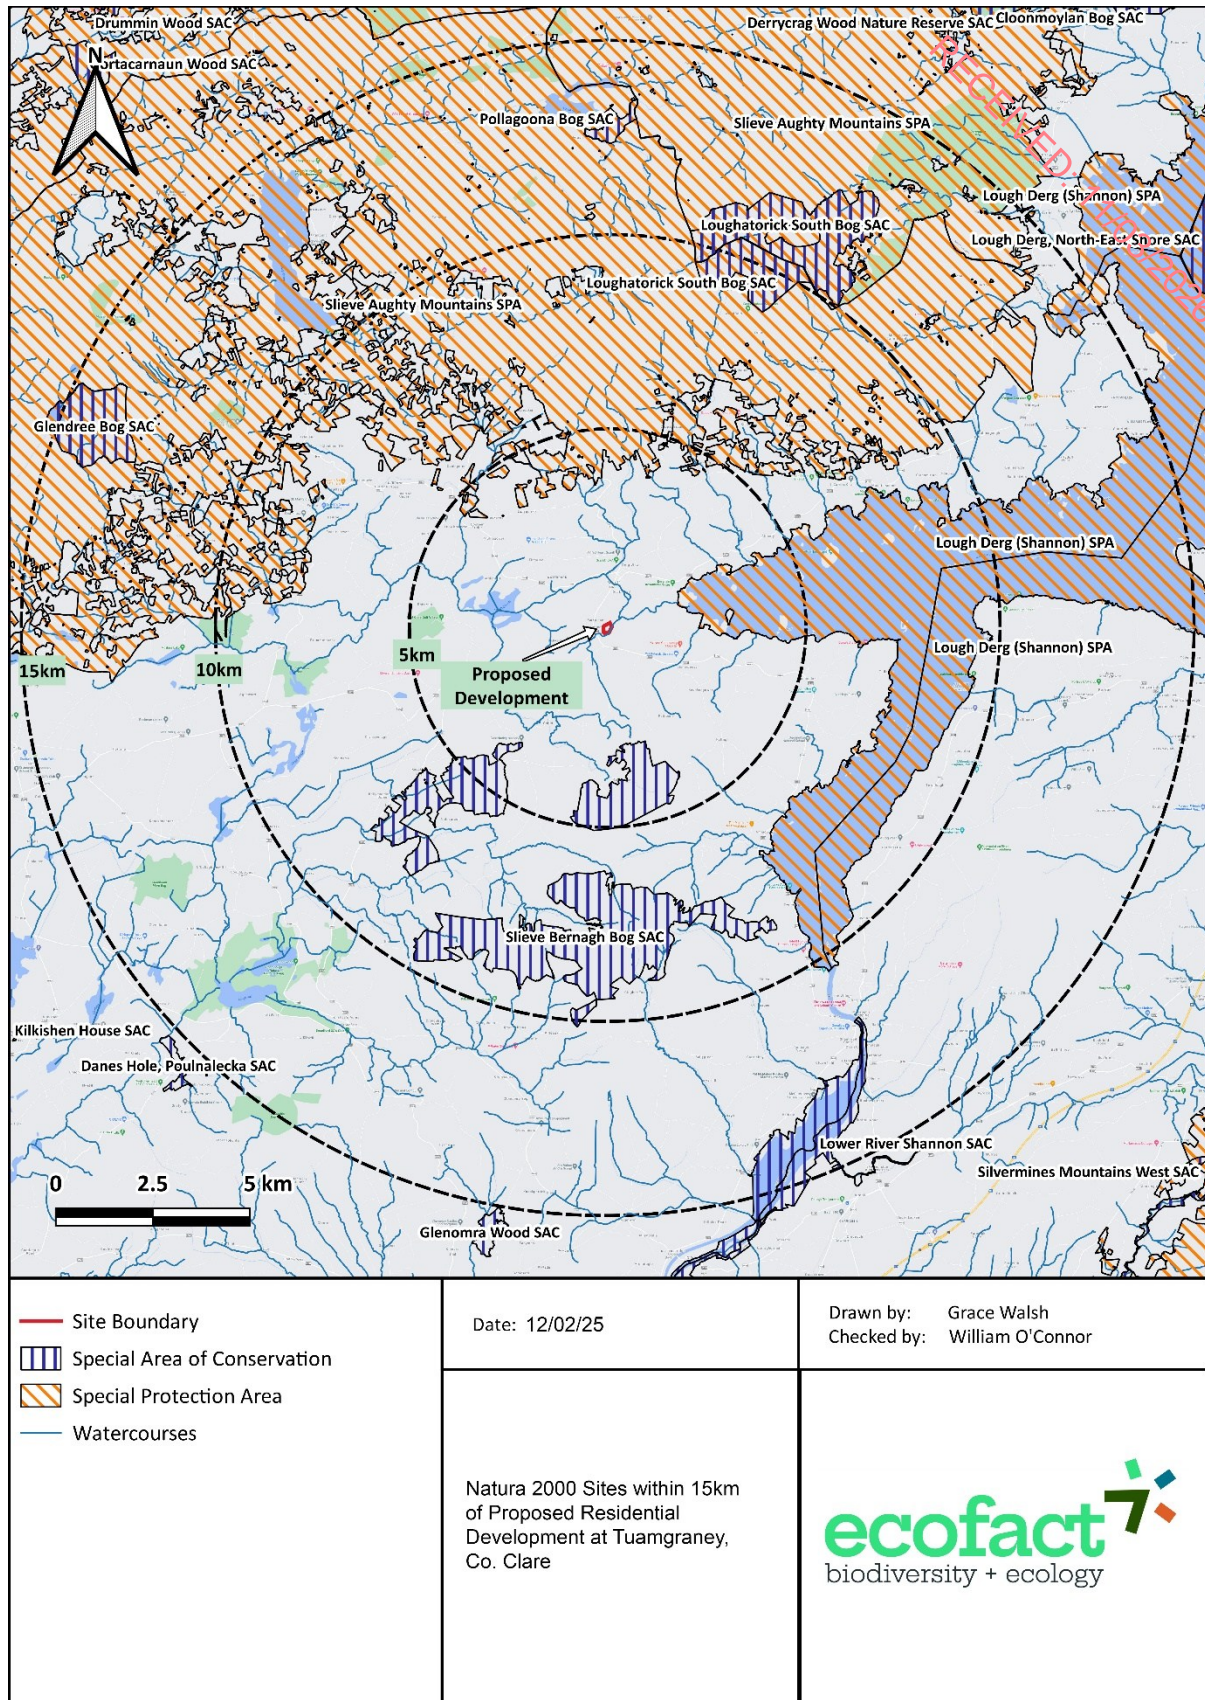 Drummin Wood SAC
Derrycrag Wood Nature Reserve SAC
Cloonmoylan Bog SAC
N
ortacarnaun Wood SAC
Pollagoona Bog SAC
Slieve Aughty Mountains SPA
RECEIVED:
Lough Derg (Shannon) SPA
Loughatorick South Bog SAC
Lough Derg, North-East Shore SAC
Loughatorick South Bog SAC
Slieve Aughty Mountains SPA
Glendree Bog SAC
Lough Derg (Shannon) SPA
Lough Derg (Shannon) SPA
15km
10km
5km
Proposed
Development
Slieve Bernagh Bog SAC
Kilkishen House SAC
Danes Hole, Poulnalecka SAC
Lower River Shannon SAC
Silvermines Mountains West SAC
0 2.5 5 km
Glenomra Wood SAC
Site Boundary
Special Area of Conservation
Special Protection Area
Watercourses
Date: 12/02/25
Drawn by: Grace Walsh
Checked by: William O'Connor
Natura 2000 Sites within 15km
of Proposed Residential
Development at Tuamgraney,
Co. Clare
ecofact
biodiversity + ecology